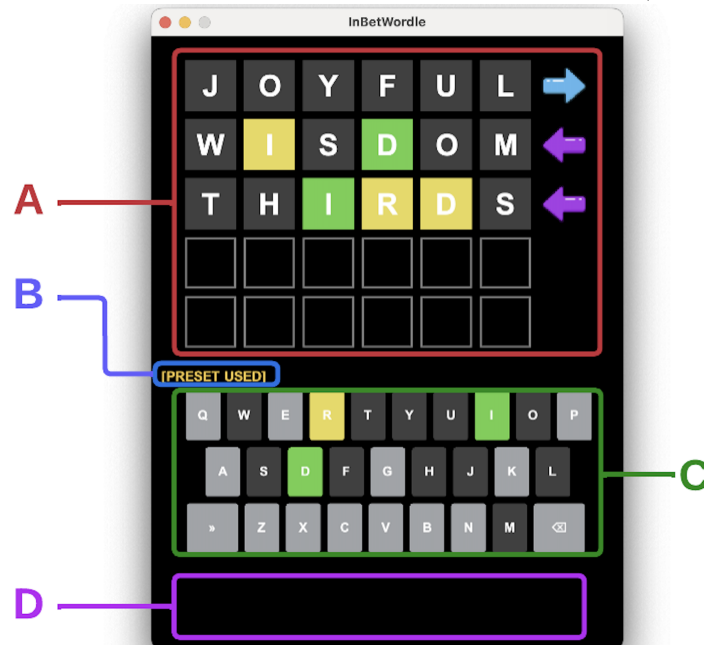 InBetWordle
J O Y F U L
W I S D O M
A
T H I R D S
B
[PRESET USED]
Q W E R T Y U I O P
A S D F G H J K L
C
» Z X C V B N M ⌫
D